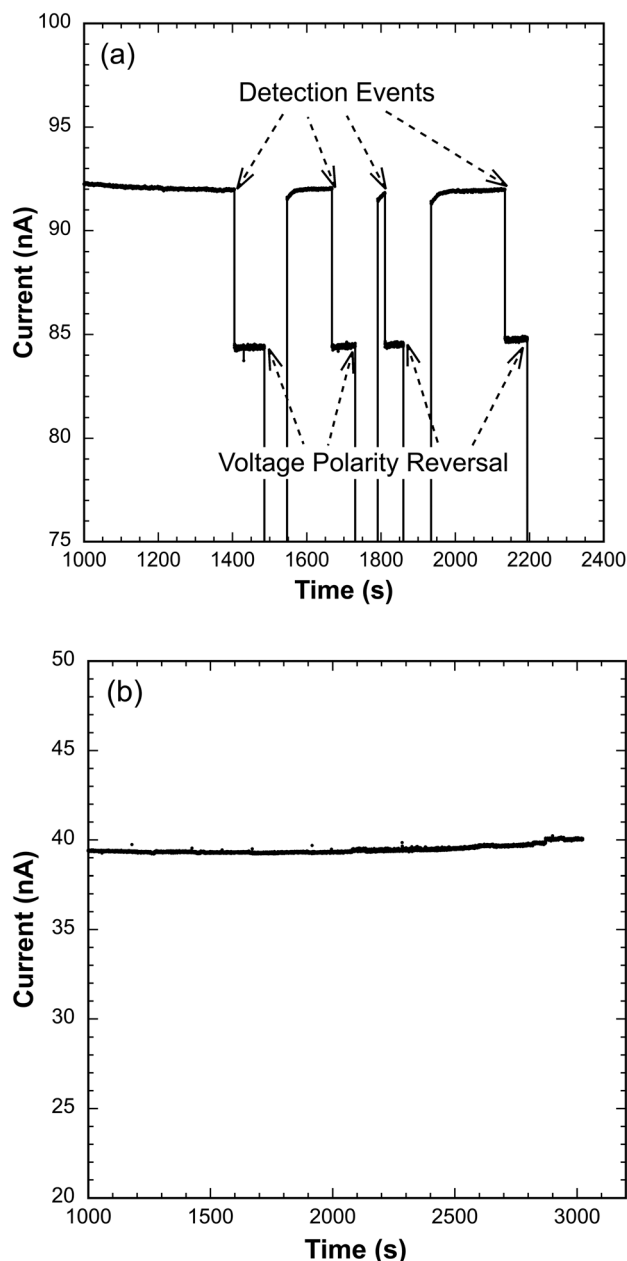 (a)
Detection Events
Voltage Polarity Reversal
Current (nA)
100
95
90
85
80
75
1000 1200 1400 1600 1800 2000 2200 2400
Time (s)
(b)
Current (nA)
50
45
40
35
30
25
20
1000 1500 2000 2500 3000
Time (s)